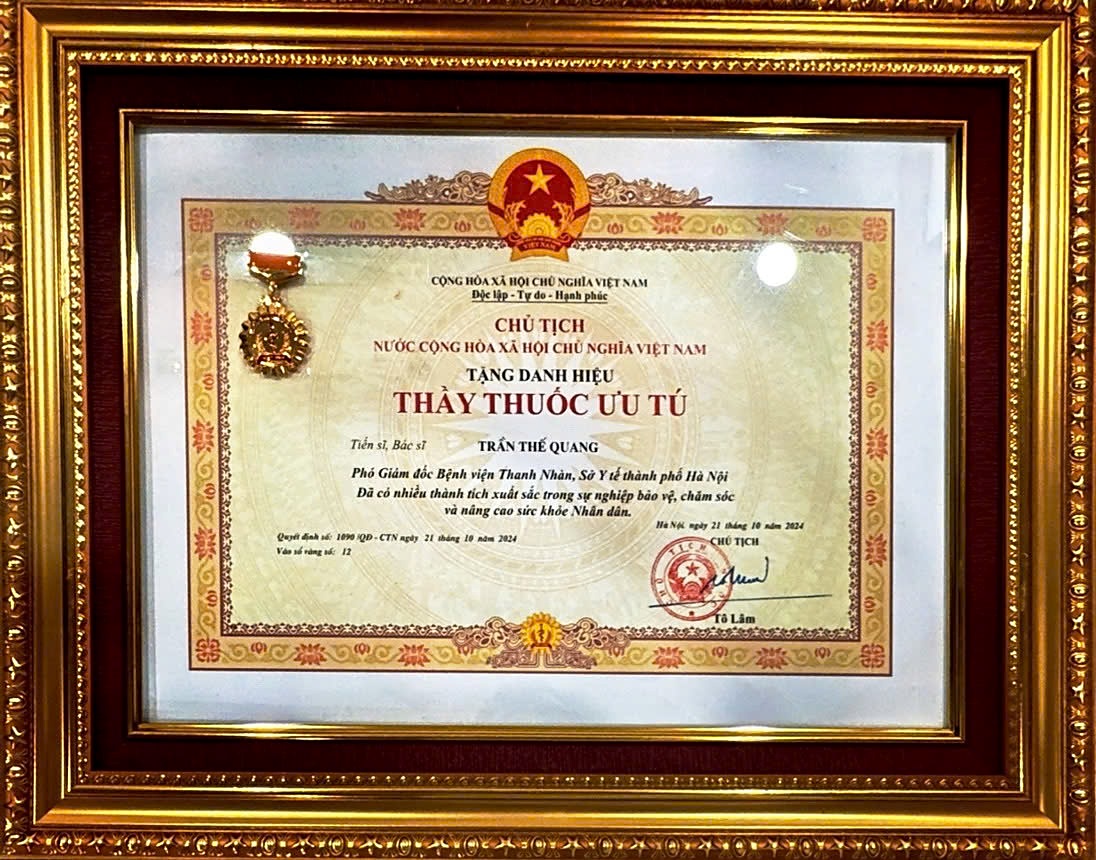 VIỆT NAM
CỘNG HÒA XÃ HỘI CHỦ NGHĨA VIỆT NAM
Độc lập - Tự do - Hạnh phúc
CHỦ TỊCH
NƯỚC CỘNG HÒA XÃ HỘI CHỦ NGHĨA VIỆT NAM
TẶNG DANH HIỆU
THẦY THUỐC ƯU TÚ
Tiến sĩ, Bác sĩ TRẦN THẾ QUANG
Phó Giám đốc Bệnh viện Thanh Nhàn, Sở Y tế thành phố Hà Nội
Đã có nhiều thành tích xuất sắc trong sự nghiệp bảo vệ, chăm sóc
và nâng cao sức khỏe Nhân dân.
Hà Nội, ngày 21 tháng 10 năm 2024
Quyết định số: 1090 /QĐ - CTN ngày 21 tháng 10 năm 2024
Vào sổ vàng số: 12
CHỦ TỊCH
Tô Lâm